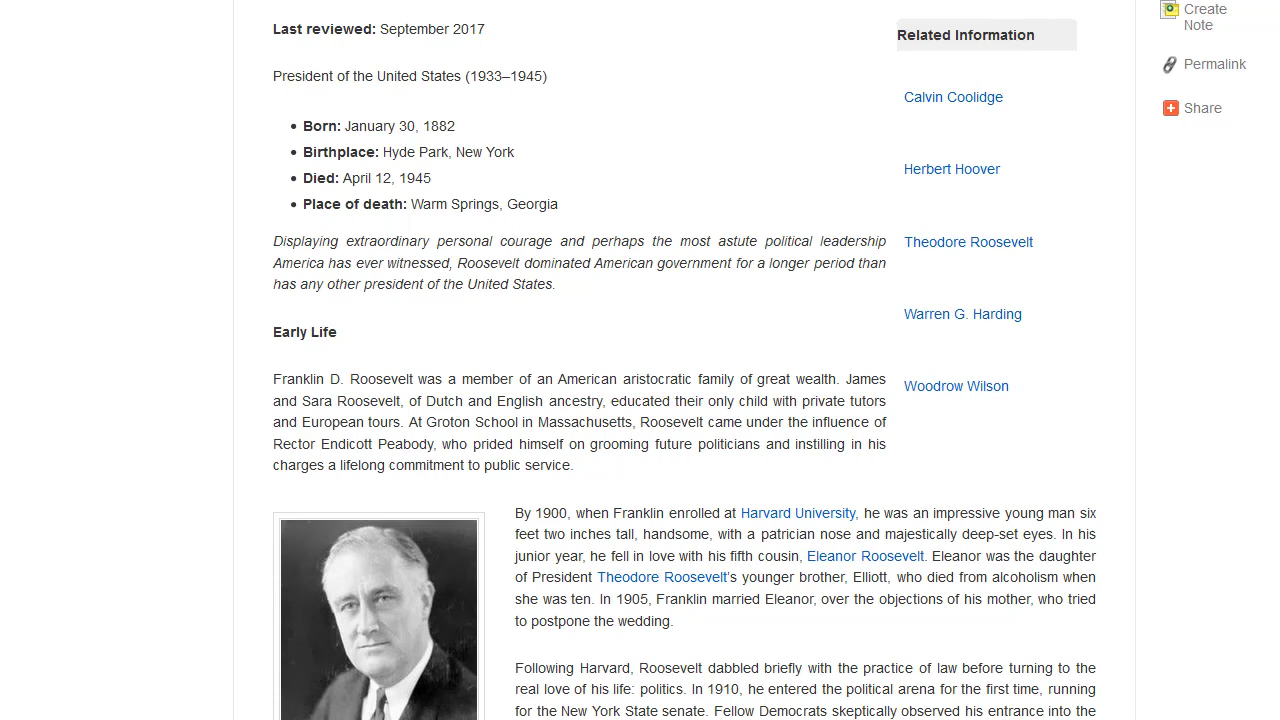 Last reviewed: September 2017
President of the United States (1933–1945)
• Born: January 30, 1882
• Birthplace: Hyde Park, New York
• Died: April 12, 1945
• Place of death: Warm Springs, Georgia
Displaying extraordinary personal courage and perhaps the most astute political leadership
America has ever witnessed, Roosevelt dominated American government for a longer period than
has any other president of the United States.
Early Life
Franklin D. Roosevelt was a member of an American aristocratic family of great wealth. James
and Sara Roosevelt, of Dutch and English ancestry, educated their only child with private tutors
and European tours. At Groton School in Massachusetts, Roosevelt came under the influence of
Rector Endicott Peabody, who prided himself on grooming future politicians and instilling in his
charges a lifelong commitment to public service.
By 1900, when Franklin enrolled at Harvard University, he was an impressive young man six
feet two inches tall, handsome, with a patrician nose and majestically deep-set eyes. In his
junior year, he fell in love with his fifth cousin, Eleanor Roosevelt. Eleanor was the daughter
of President Theodore Roosevelt's younger brother, Elliott, who died from alcoholism when
she was ten. In 1905, Franklin married Eleanor, over the objections of his mother, who tried
to postpone the wedding.
Following Harvard, Roosevelt dabbled briefly with the practice of law before turning to the
real love of his life: politics. In 1910, he entered the political arena for the first time, running
for the New York State senate. Fellow Democrats skeptically observed his entrance into the
Related Information
Calvin Coolidge
Herbert Hoover
Theodore Roosevelt
Warren G. Harding
Woodrow Wilson
Create
Note
Permalink
Share